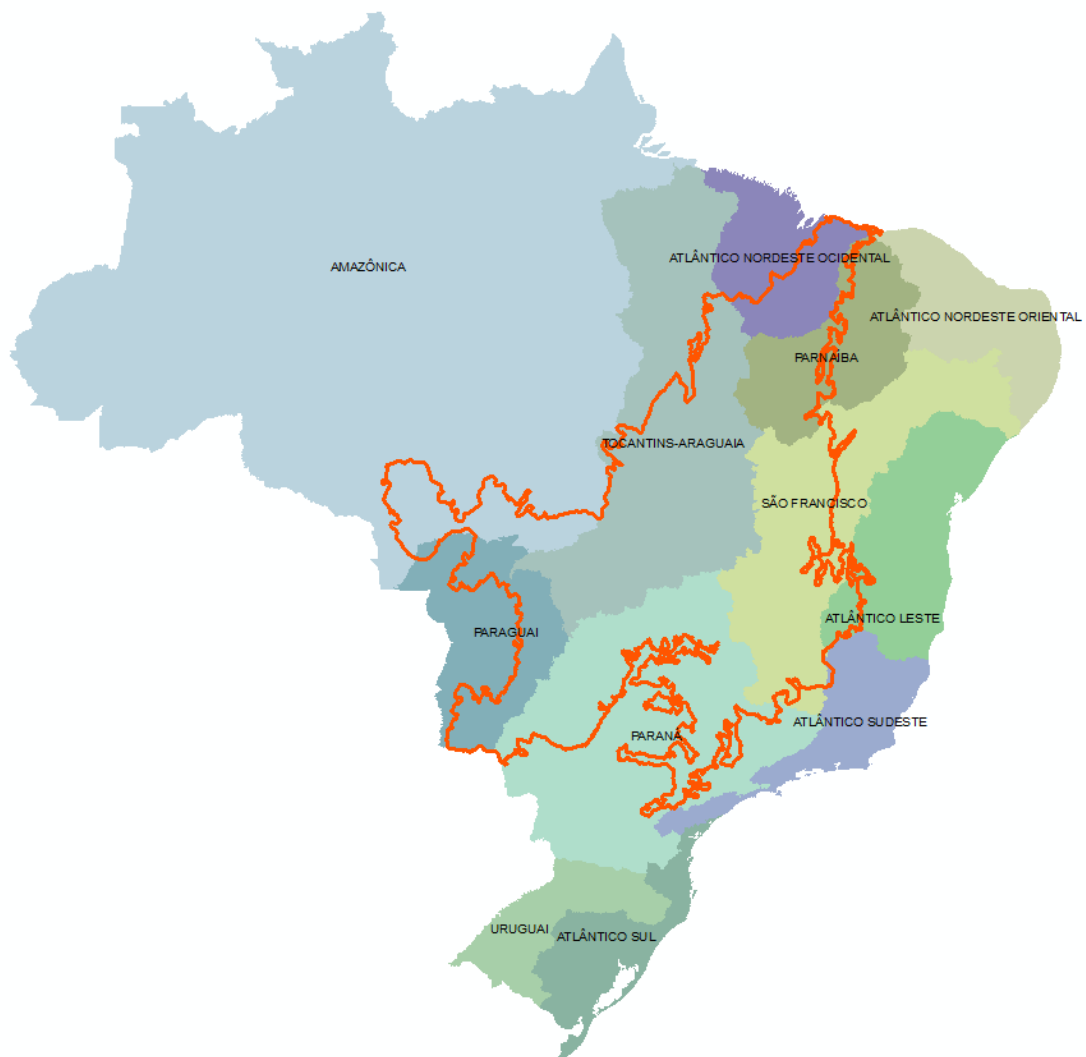 ATLÂNTICO NORDESTE OCIDENTAL
AMAZÔNICA
ATLÂNTICO NORDESTE ORIENTAL
PARNAÍBA
TOCANTINS-ARAGUAIA
SÃO FRANCISCO
ATLÂNTICO LESTE
PARAGUAI
ATLÂNTICO SUDESTE
PARANÁ
URUGUAI
ATLÂNTICO SUL